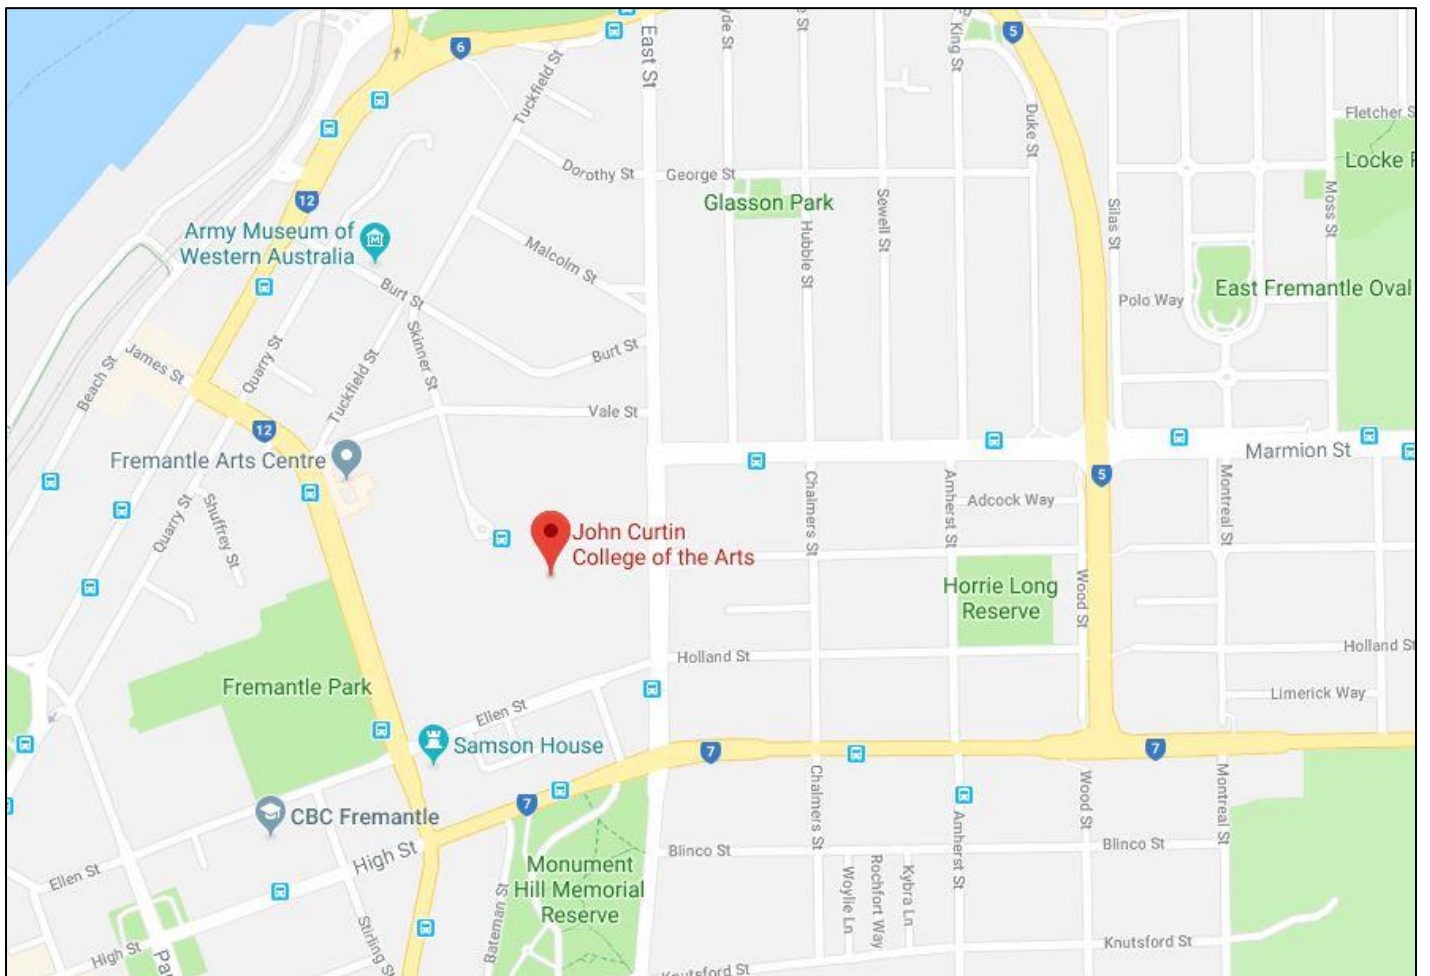 East St
yde St
e St
King St
5
6
Tuckfield St
Duke St
Fletcher S
Locke
Dorothy St
George St
Glasson Park
12
Army Museum of
Western Australia
Sewell St
Silas St
Moss St
Hubble St
Malcolm St
Burt St
Polo Way
East Fremantle Oval
Skinner St
Burt St
James St
Beach St
Quarry St
Tuckfield St
Vale St
12
Fremantle Arts Centre
Marmion St
5
Chalmers St
Amherst St
Adcock Way
Montreal St
Quarry St
Shuffrey St
John Curtin
College of the Arts
Wood St
Horrie Long
Reserve
Holland St
Holland St
Fremantle Park
Limerick Way
Ellen St
Samson House
7
7
7
CBC Fremantle
Chalmers St
Wood St
Montreal St
High St
Ellen St
Blinco St
Blinco St
Amherst St
Monument
Hill Memorial
Reserve
Woylie Ln
Rochfort Way
Kybra Ln
Bateman St
Stirling St
High St
Pa
Knutsford St
Knutsford St